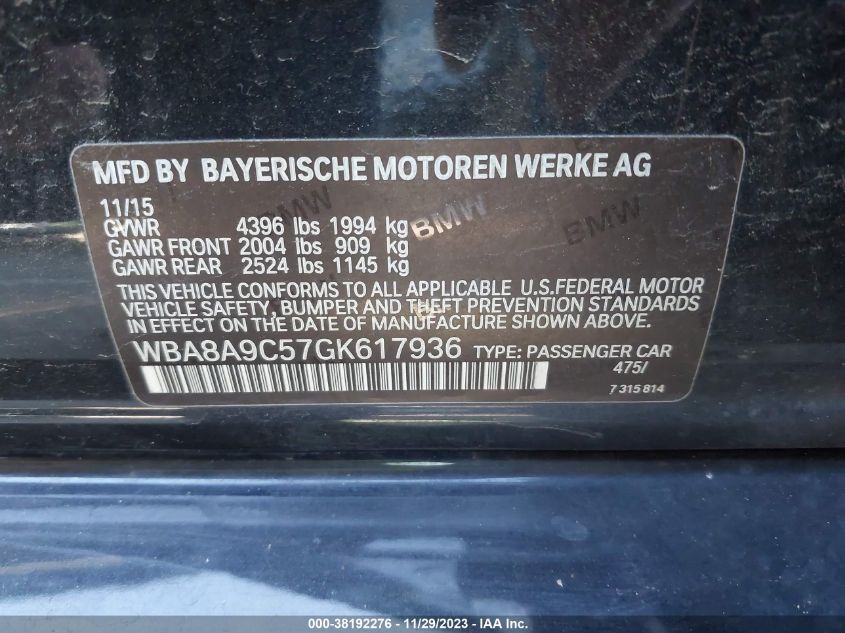 MFD BY BAYERISCHE MOTOREN WERKE AG
11/15
GVWR 4396 lbs 1994 kg
GAWR FRONT 2004 lbs 909 kg
GAWR REAR 2524 lbs 1145 kg
BMW BMW BMW
THIS VEHICLE CONFORMS TO ALL APPLICABLE U.S.FEDERAL MOTOR
VEHICLE SAFETY, BUMPER AND THEFT PREVENTION STANDARDS
IN EFFECT ON THE DATE OF MANUFACTURE SHOWN ABOVE.
WBA8A9C57GK617936 TYPE: PASSENGER CAR
475/
7 315 814
000-38192276 - 11/29/2023 - IAA Inc.